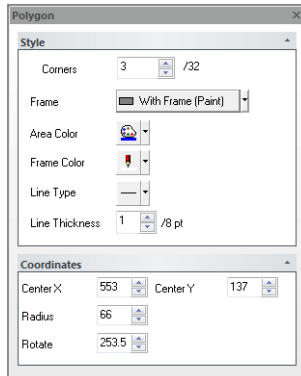 Polygon
Style
Corners 3 /32
Frame With Frame (Paint)
Area Color
Frame Color
Line Type
Line Thickness 1 /8 pt
Coordinates
Center X 553 Center Y 137
Radius 66
Rotate 253.5